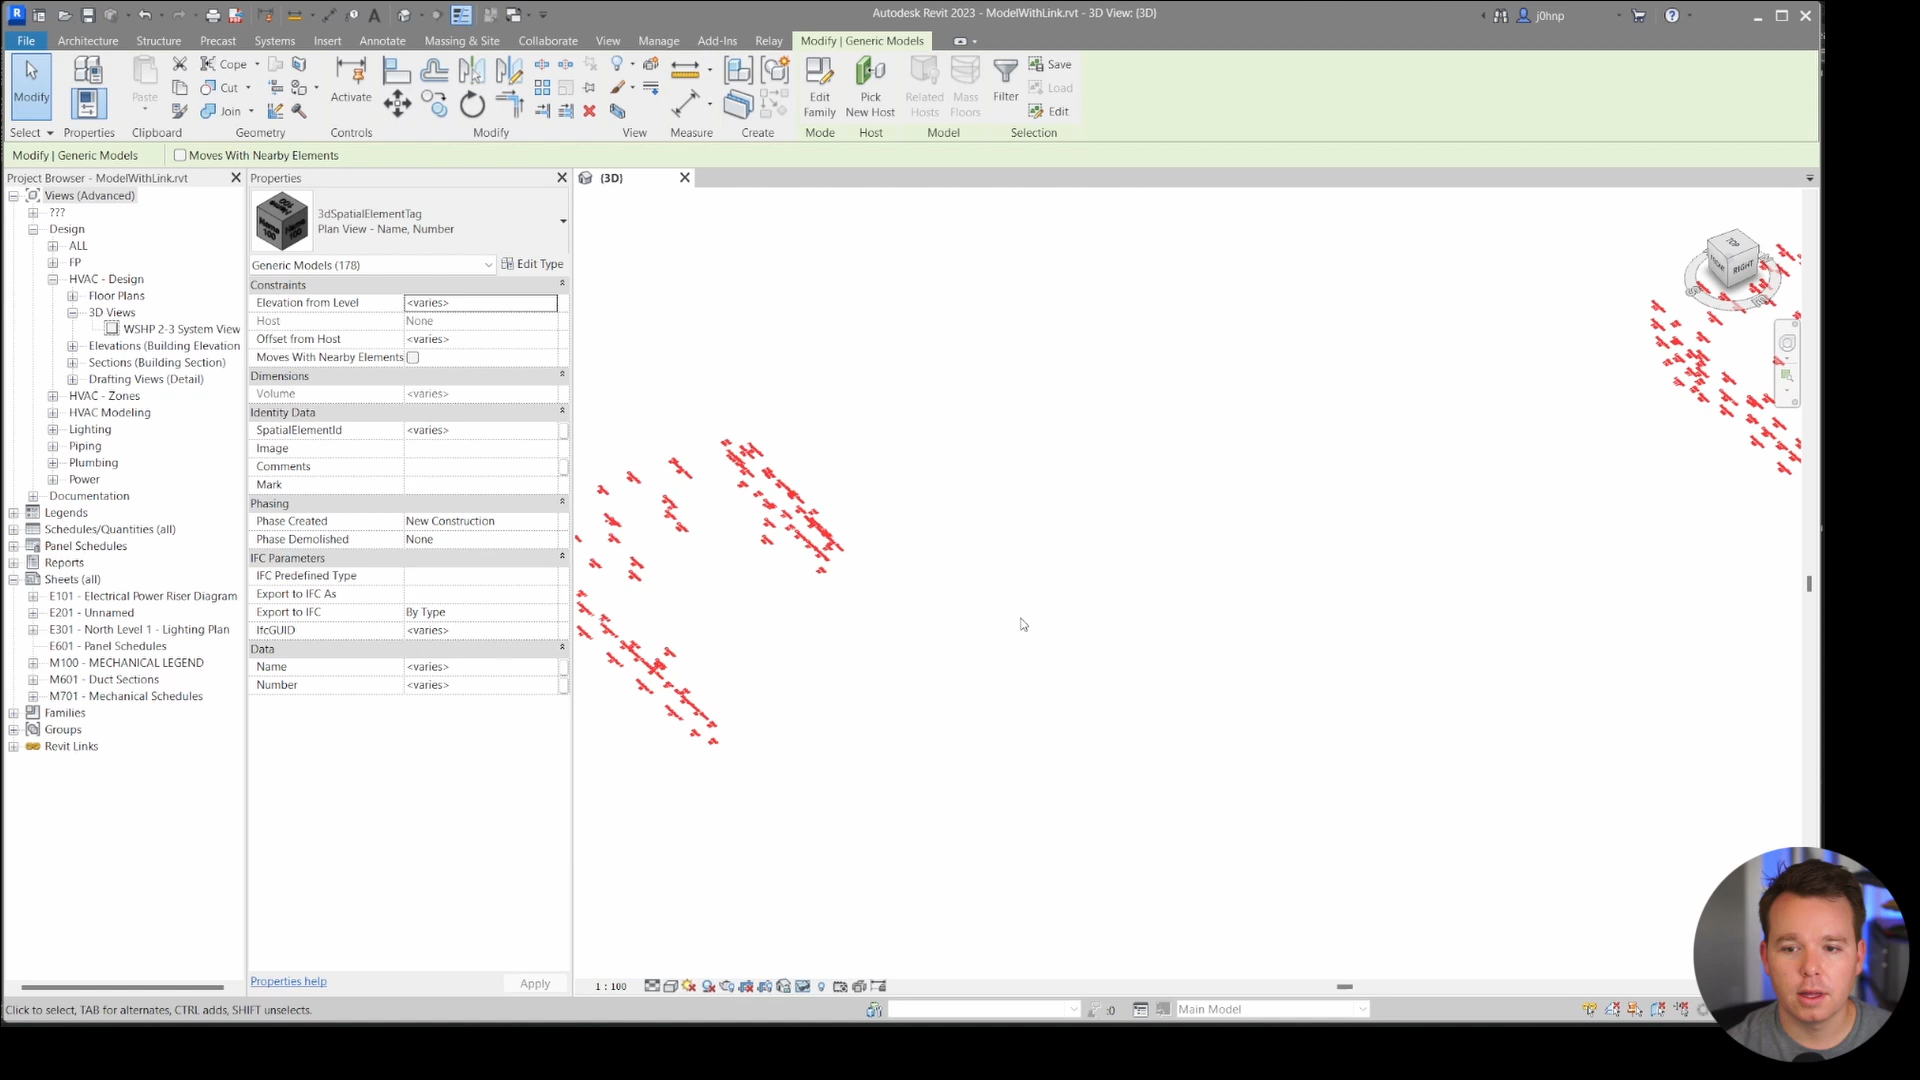 Autodesk Revit 2023 - ModelWithLink.rvt - 3D View: {3D}
j0hnp
File
Architecture
Structure
Precast
Systems
Insert
Annotate
Massing & Site
Collaborate
View
Manage
Add-Ins
Relay
Modify | Generic Models
Modify
Paste
Cope
Cut
Join
Activate
Edit Family
Pick New Host
Related Hosts
Mass Floors
Filter
Save
Load
Edit
Select
Properties
Clipboard
Geometry
Controls
Modify
View
Measure
Create
Mode
Host
Model
Selection
Modify | Generic Models
Moves With Nearby Elements
Project Browser - ModelWithLink.rvt
Views (Advanced)
???
Design
ALL
FP
HVAC - Design
Floor Plans
3D Views
WSHP 2-3 System View
Elevations (Building Elevation
Sections (Building Section)
Drafting Views (Detail)
HVAC - Zones
HVAC Modeling
Lighting
Piping
Plumbing
Power
Documentation
Legends
Schedules/Quantities (all)
Panel Schedules
Reports
Sheets (all)
E101 - Electrical Power Riser Diagram
E201 - Unnamed
E301 - North Level 1 - Lighting Plan
E601 - Panel Schedules
M100 - MECHANICAL LEGEND
M601 - Duct Sections
M701 - Mechanical Schedules
Families
Groups
Revit Links
Properties
3dSpatialElementTag
Plan View - Name, Number
Generic Models (178)
Edit Type
Constraints
Elevation from Level <varies>
Host None
Offset from Host <varies>
Moves With Nearby Elements
Dimensions
Volume <varies>
Identity Data
SpatialElementId <varies>
Image
Comments
Mark
Phasing
Phase Created New Construction
Phase Demolished None
IFC Parameters
IFC Predefined Type
Export to IFC As
Export to IFC By Type
IfcGUID <varies>
Data
Name <varies>
Number <varies>
Properties help
Apply
{3D}
TOP
RIGHT
1 : 100
Click to select, TAB for alternates, CTRL adds, SHIFT unselects.
:0
Main Model